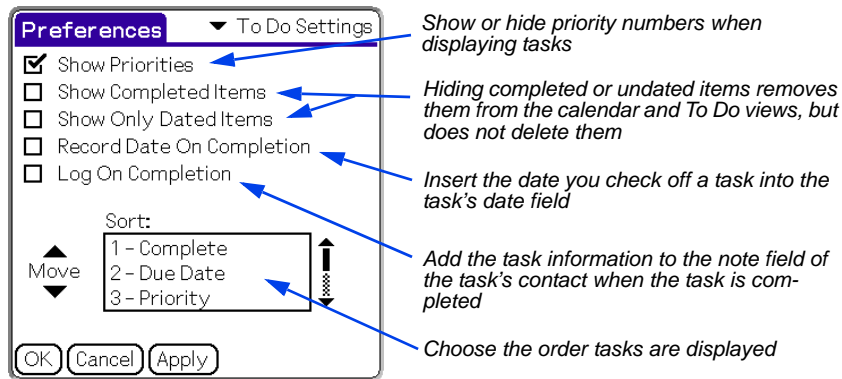 Preferences
To Do Settings
Show Priorities
Show Completed Items
Show Only Dated Items
Record Date On Completion
Log On Completion
Sort:
1 - Complete
2 - Due Date
3 - Priority
Move
OK Cancel Apply
Show or hide priority numbers when
displaying tasks
Hiding completed or undated items removes
them from the calendar and To Do views, but
does not delete them
Insert the date you check off a task into the
task's date field
Add the task information to the note field of
the task's contact when the task is com-
pleted
Choose the order tasks are displayed